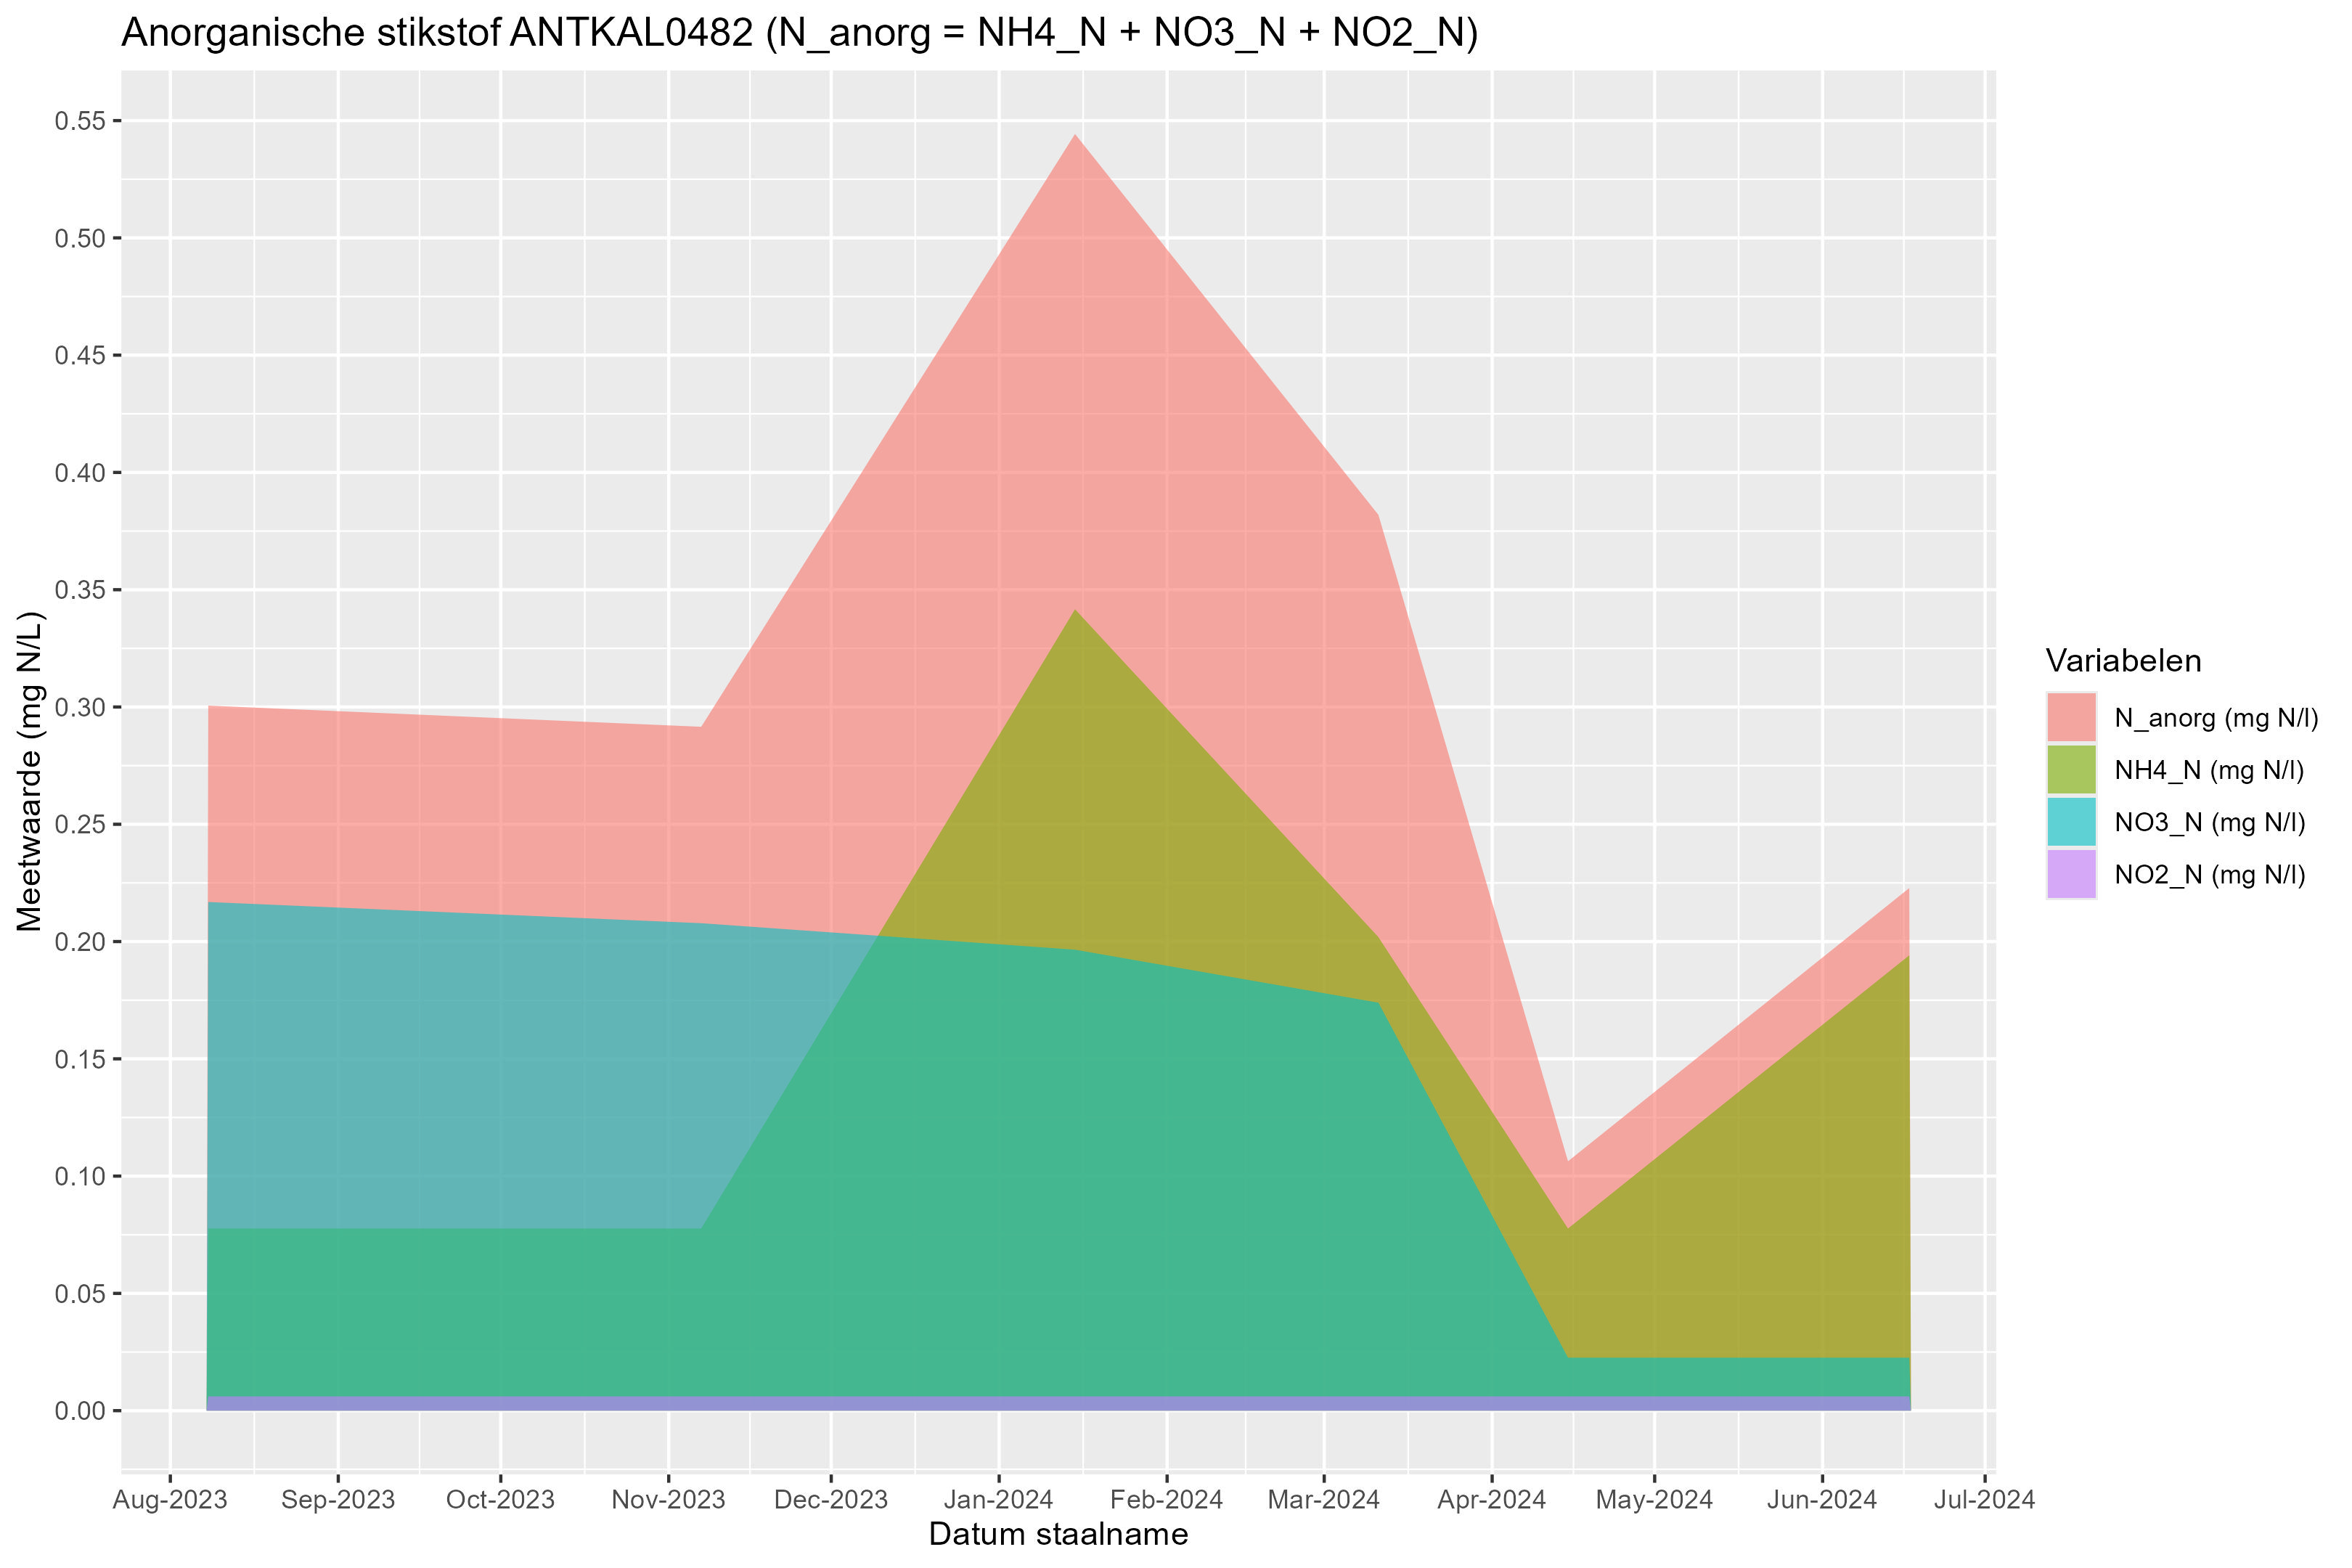 Anorganische stikstof ANTKAL0482 (N_anorg = NH4_N + NO3_N + NO2_N)
Meetwaarde (mg N/L)
0.55
0.50
0.45
0.40
0.35
0.30
0.25
0.20
0.15
0.10
0.05
0.00
Aug-2023 Sep-2023 Oct-2023 Nov-2023 Dec-2023 Jan-2024 Feb-2024 Mar-2024 Apr-2024 May-2024 Jun-2024 Jul-2024
Datum staalname
Variabelen
N_anorg (mg N/l)
NH4_N (mg N/l)
NO3_N (mg N/l)
NO2_N (mg N/l)